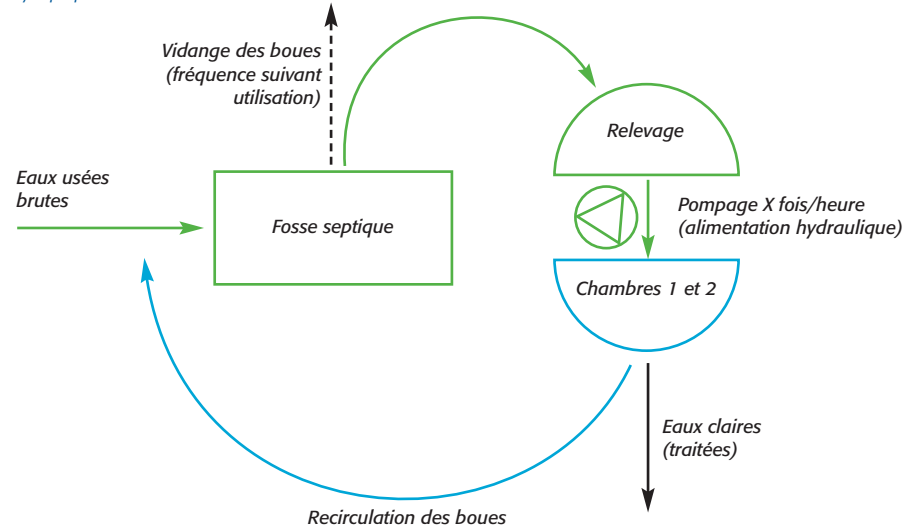 Vidange des boues
(fréquence suivant
utilisation)
Relevage
Eaux usées
brutes
Fosse septique
Pompage X fois/heure
(alimentation hydraulique)
Chambres 1 et 2
Eaux claires
(traitées)
Recirculation des boues